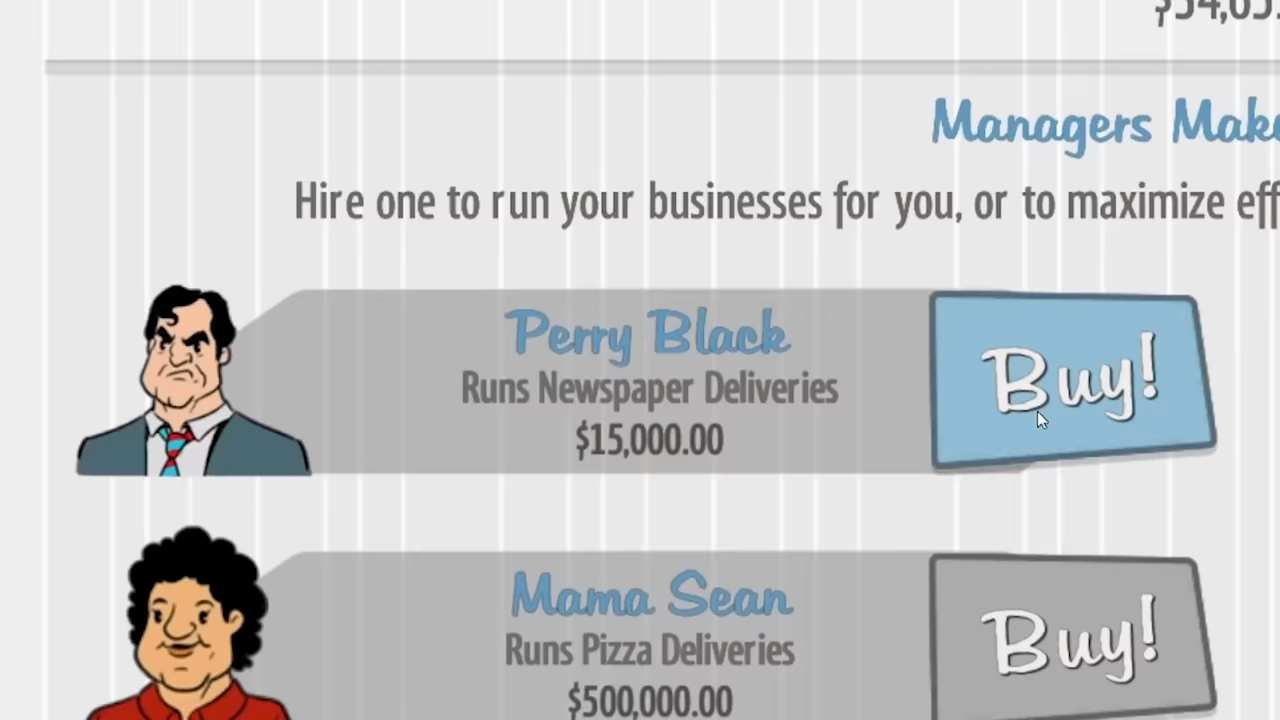 Managers Make
Hire one to run your businesses for you, or to maximize eff
Perry Black
Runs Newspaper Deliveries
$15,000.00
Buy!
Mama Sean
Runs Pizza Deliveries
$500,000.00
Buy!